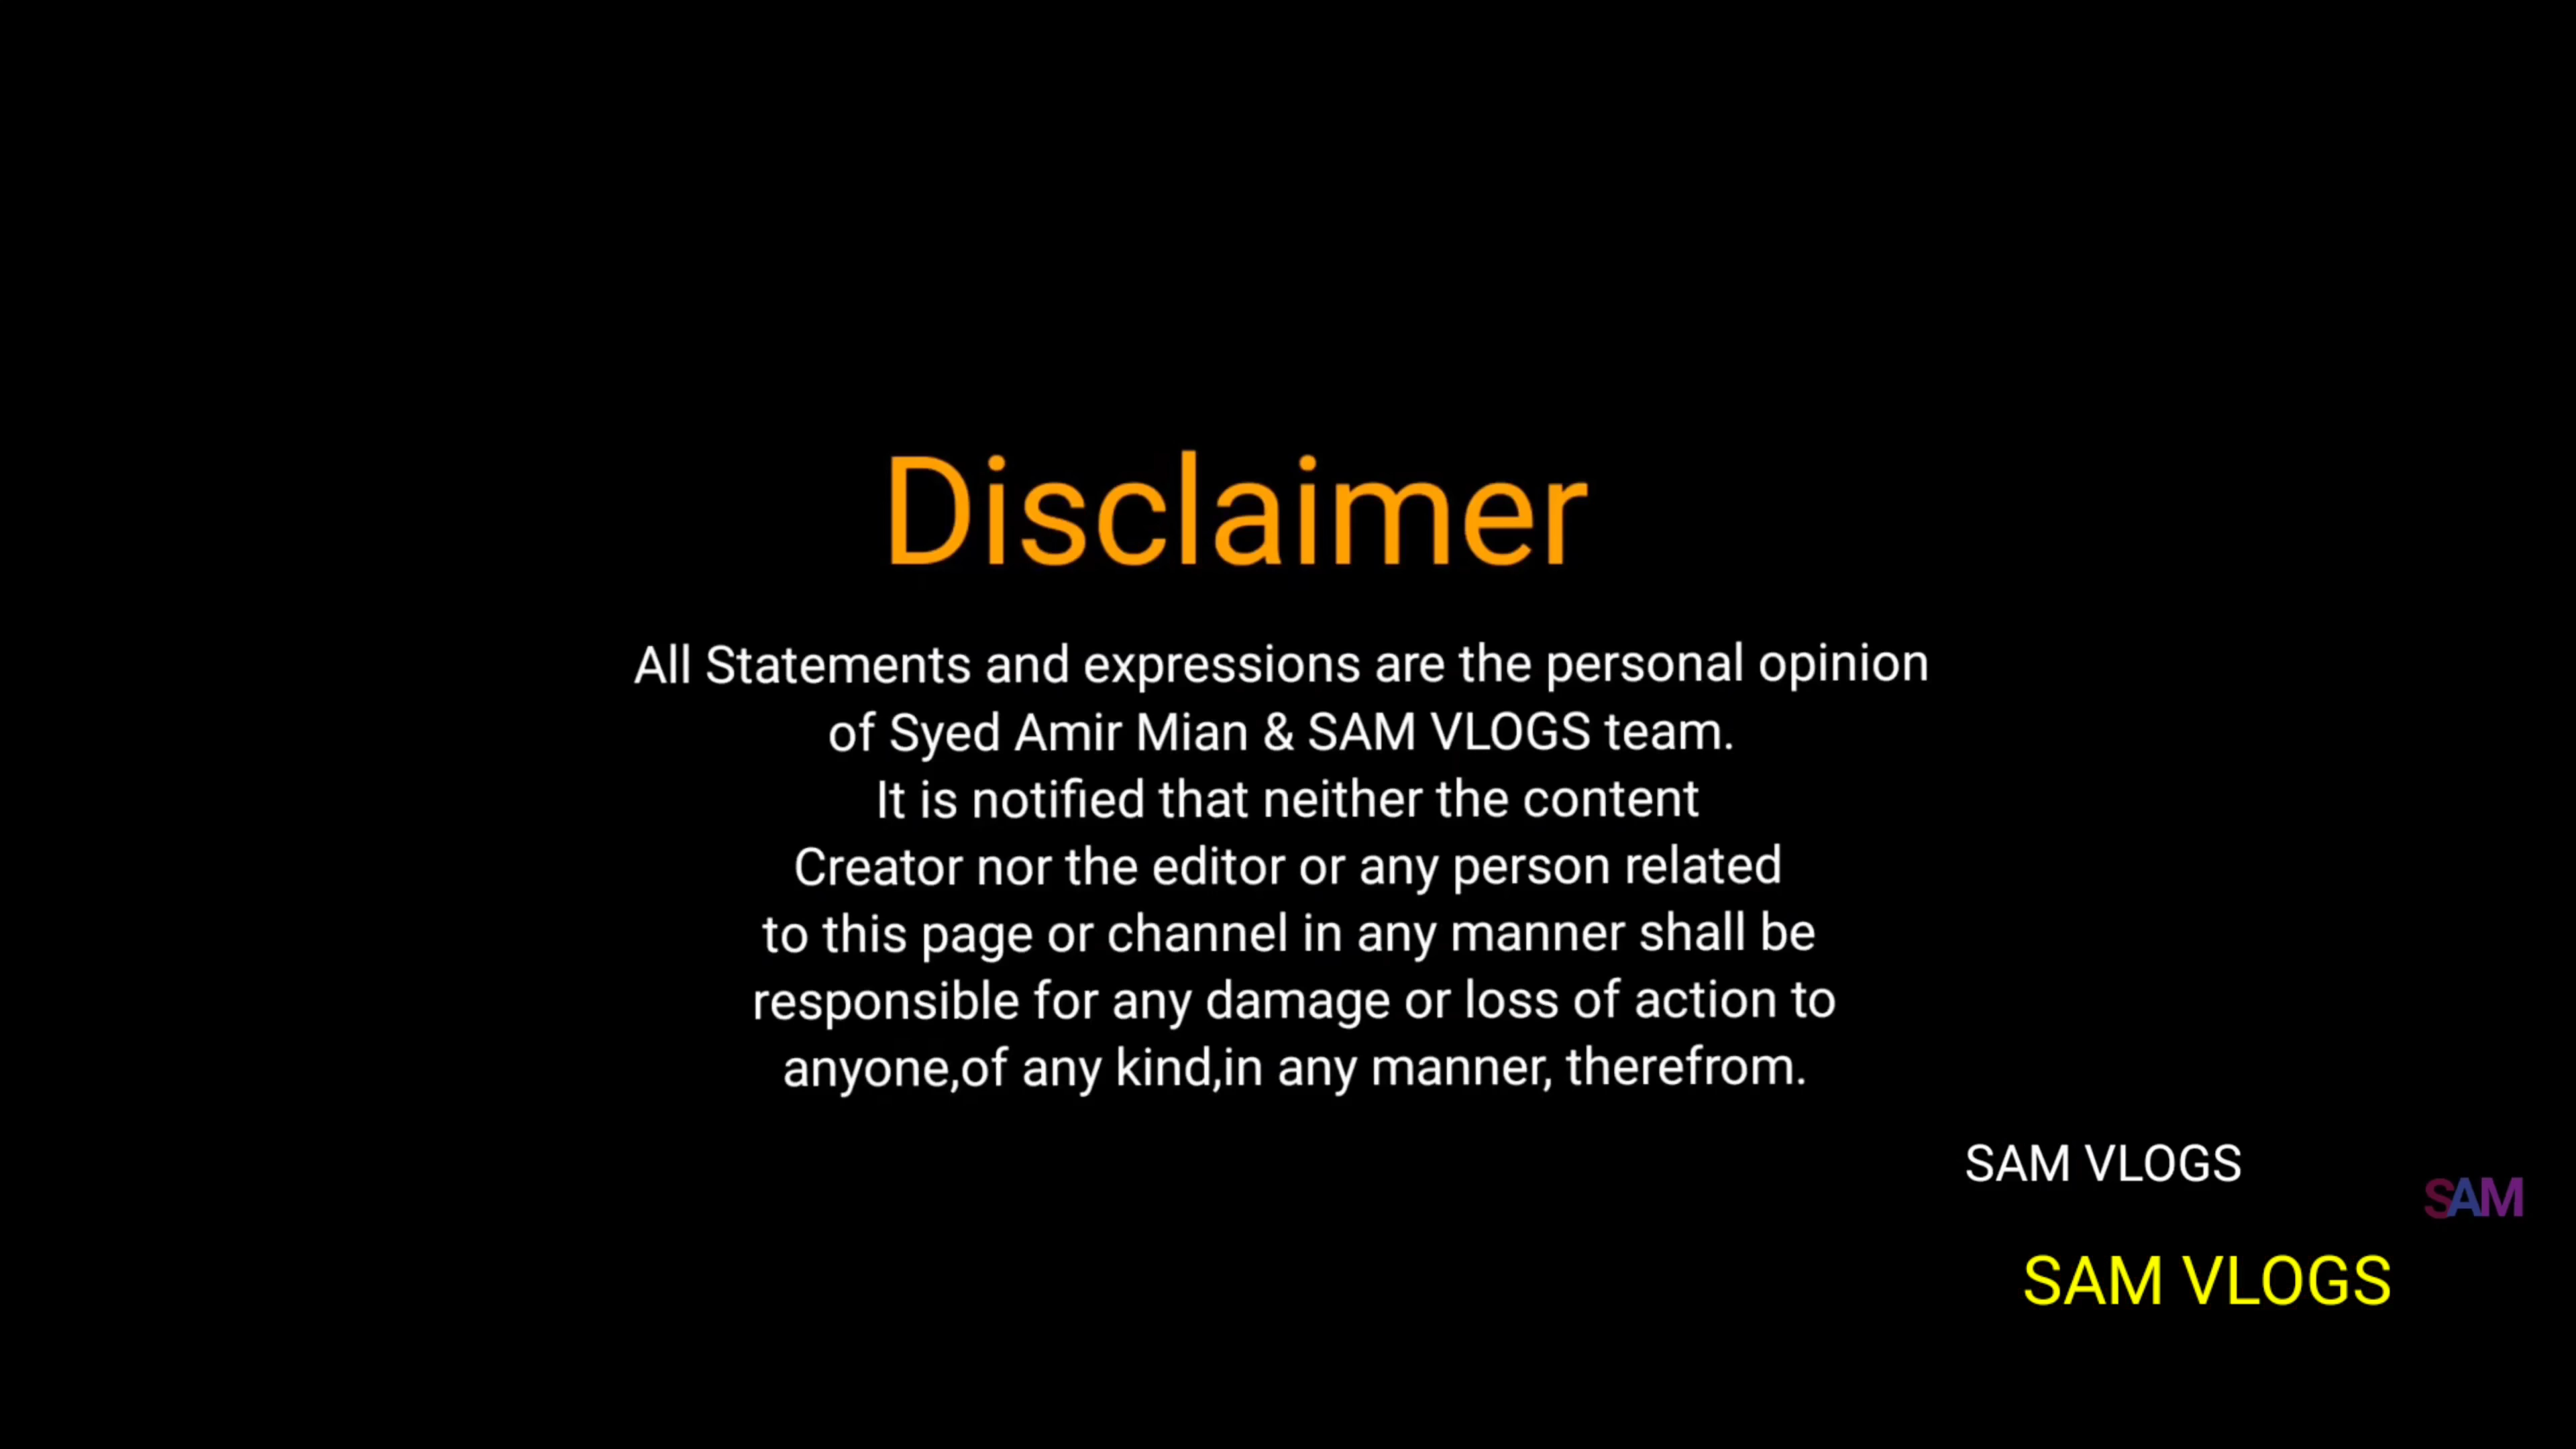 Disclaimer
All Statements and expressions are the personal opinion
of Syed Amir Mian & SAM VLOGS team.
It is notified that neither the content
Creator nor the editor or any person related
to this page or channel in any manner shall be
responsible for any damage or loss of action to
anyone,of any kind,in any manner, therefrom.
SAM VLOGS
SAM
SAM VLOGS